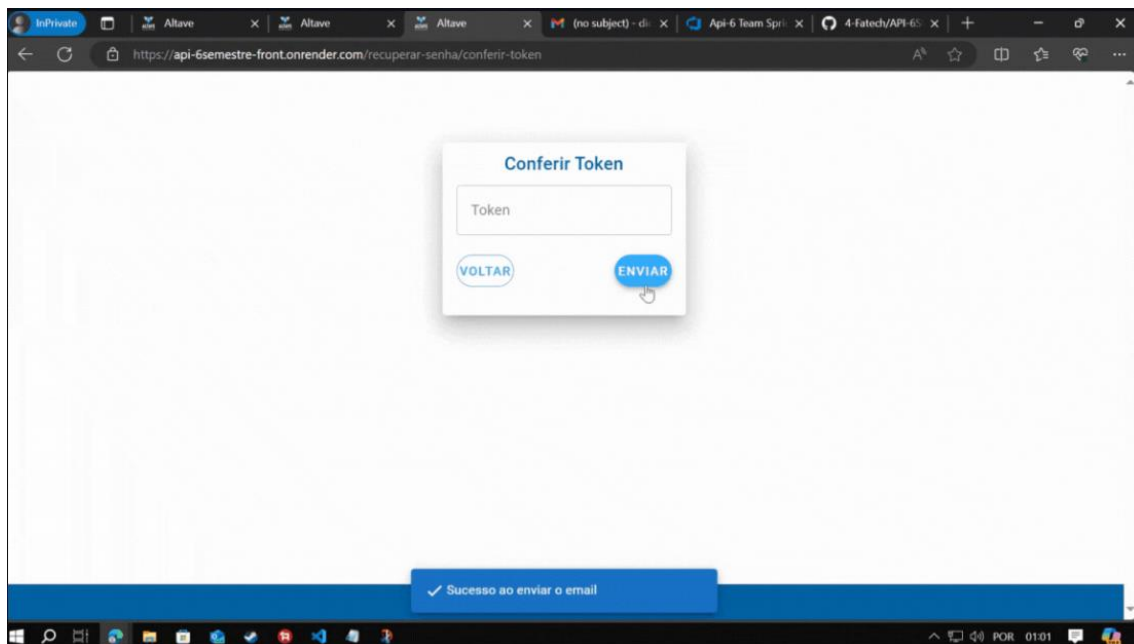 InPrivate
Altave
Altave
Altave
(no subject) - di
Api-6 Team Spri
4-Fatech/API-6S
https://api-6semestre-front.onrender.com/recuperar-senha/conferir-token
Conferir Token
Token
VOLTAR
ENVIAR
Sucesso ao enviar o email
POR
01:01